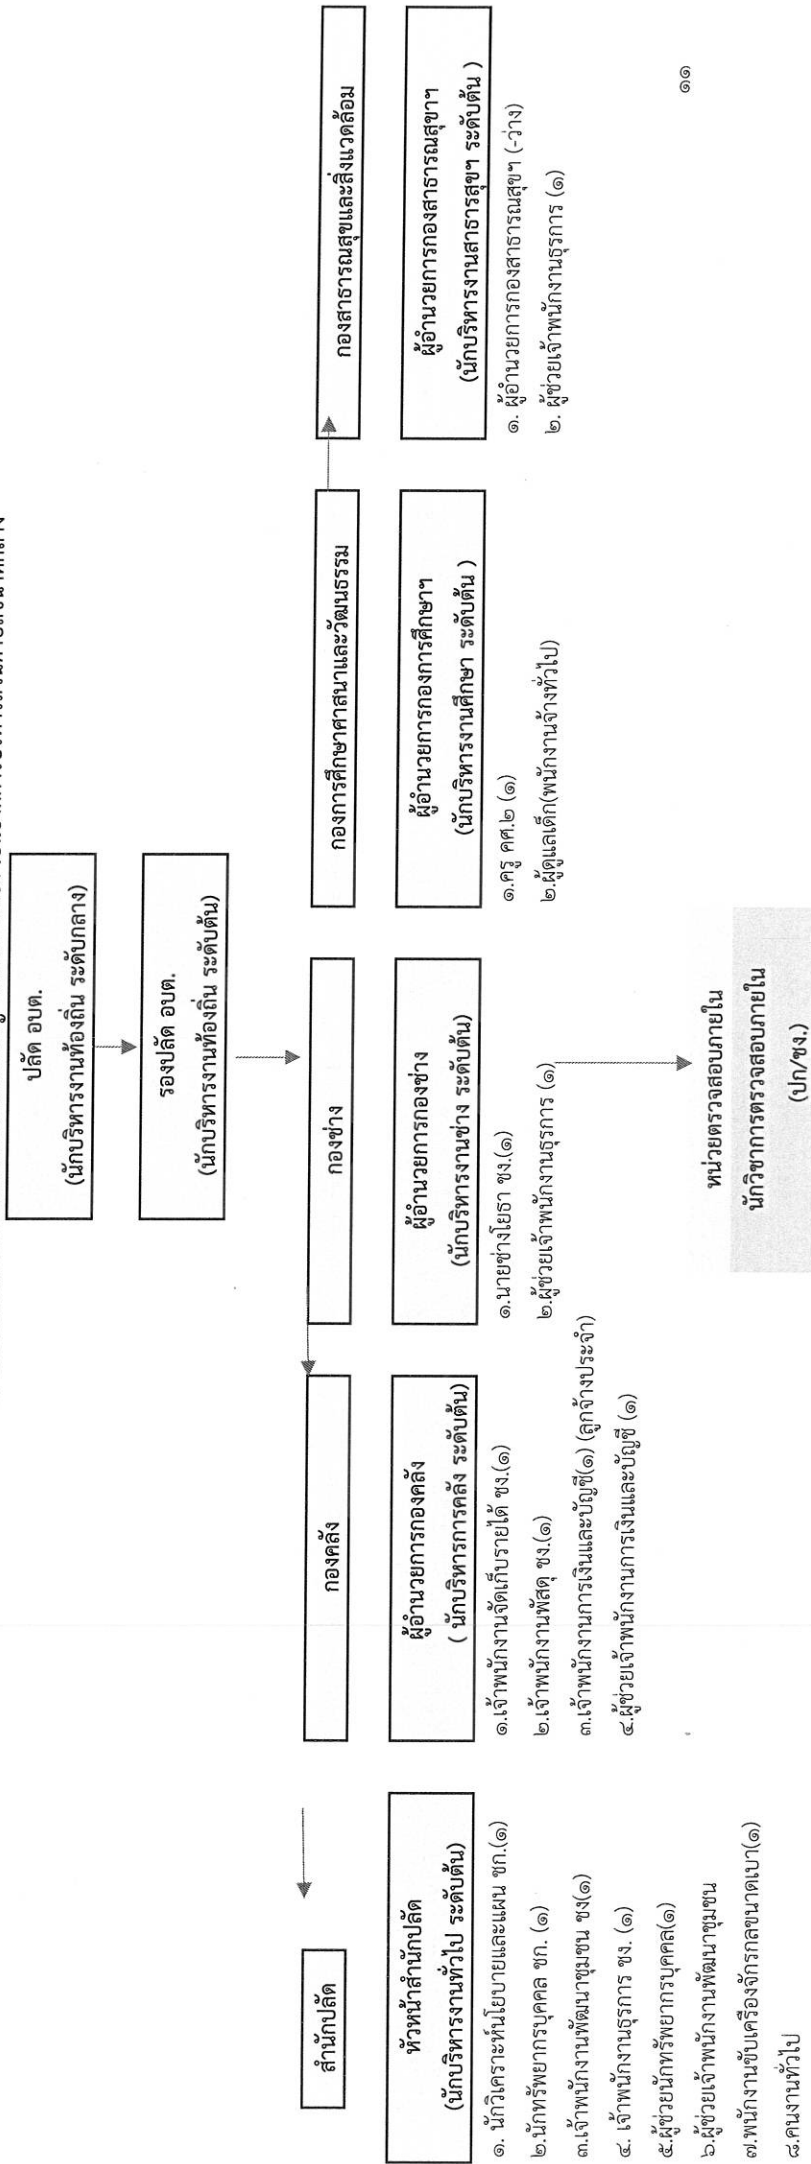 ปลัด อบต.
(นักบริหารงานท้องถิ่น ระดับกลาง)
รองปลัด อบต.
(นักบริหารงานท้องถิ่น ระดับต้น)
สำนักปลัด
หัวหน้าสำนักปลัด
(นักบริหารงานทั่วไป ระดับต้น)
๑. นักวิเคราะห์นโยบายและแผน ชก.(๑)
๒.นักทรัพยากรบุคคล ชก. (๑)
๓.เจ้าพนักงานพัฒนาชุมชน ชง(๑)
๔. เจ้าพนักงานธุรการ ชง. (๑)
๕.ผู้ช่วยนักทรัพยากรบุคคล(๑)
๖.ผู้ช่วยเจ้าพนักงานพัฒนาชุมชน
๗.พนักงานขับเครื่องจักรกลขนาดเบา(๑)
๘.คนงานทั่วไป
กองคลัง
ผู้อำนวยการกองคลัง
( นักบริหารการคลัง ระดับต้น)
๑.เจ้าพนักงานจัดเก็บรายได้ ชง.(๑)
๒.เจ้าพนักงานพัสดุ ชง.(๑)
๓.เจ้าพนักงานการเงินและบัญชี(๑) (ลูกจ้างประจำ)
๔.ผู้ช่วยเจ้าพนักงานการเงินและบัญชี (๑)
กองช่าง
ผู้อำนวยการกองช่าง
(นักบริหารงานช่าง ระดับต้น)
๑.นายช่างโยธา ชง.(๑)
๒.ผู้ช่วยเจ้าพนักงานธุรการ (๑)
กองการศึกษาศาสนาและวัฒนธรรม
ผู้อำนวยการกองการศึกษาฯ
(นักบริหารงานศึกษา ระดับต้น )
๑.ครู คศ.๒ (๑)
๒.ผู้ดูแลเด็ก(พนักงานจ้างทั่วไป)
กองสาธารณสุขและสิ่งแวดล้อม
ผู้อำนวยการกองสาธารณสุขาฯ
(นักบริหารงานสาธารสุขฯ ระดับต้น )
๑. ผู้อำนวยการกองสาธารณสุขฯ (-ว่าง)
๒. ผู้ช่วยเจ้าพนักงานธุรการ (๑)
หน่วยตรวจสอบภายใน
นักวิชาการตรวจสอบภายใน
(ปก/ชง.)
๑๑